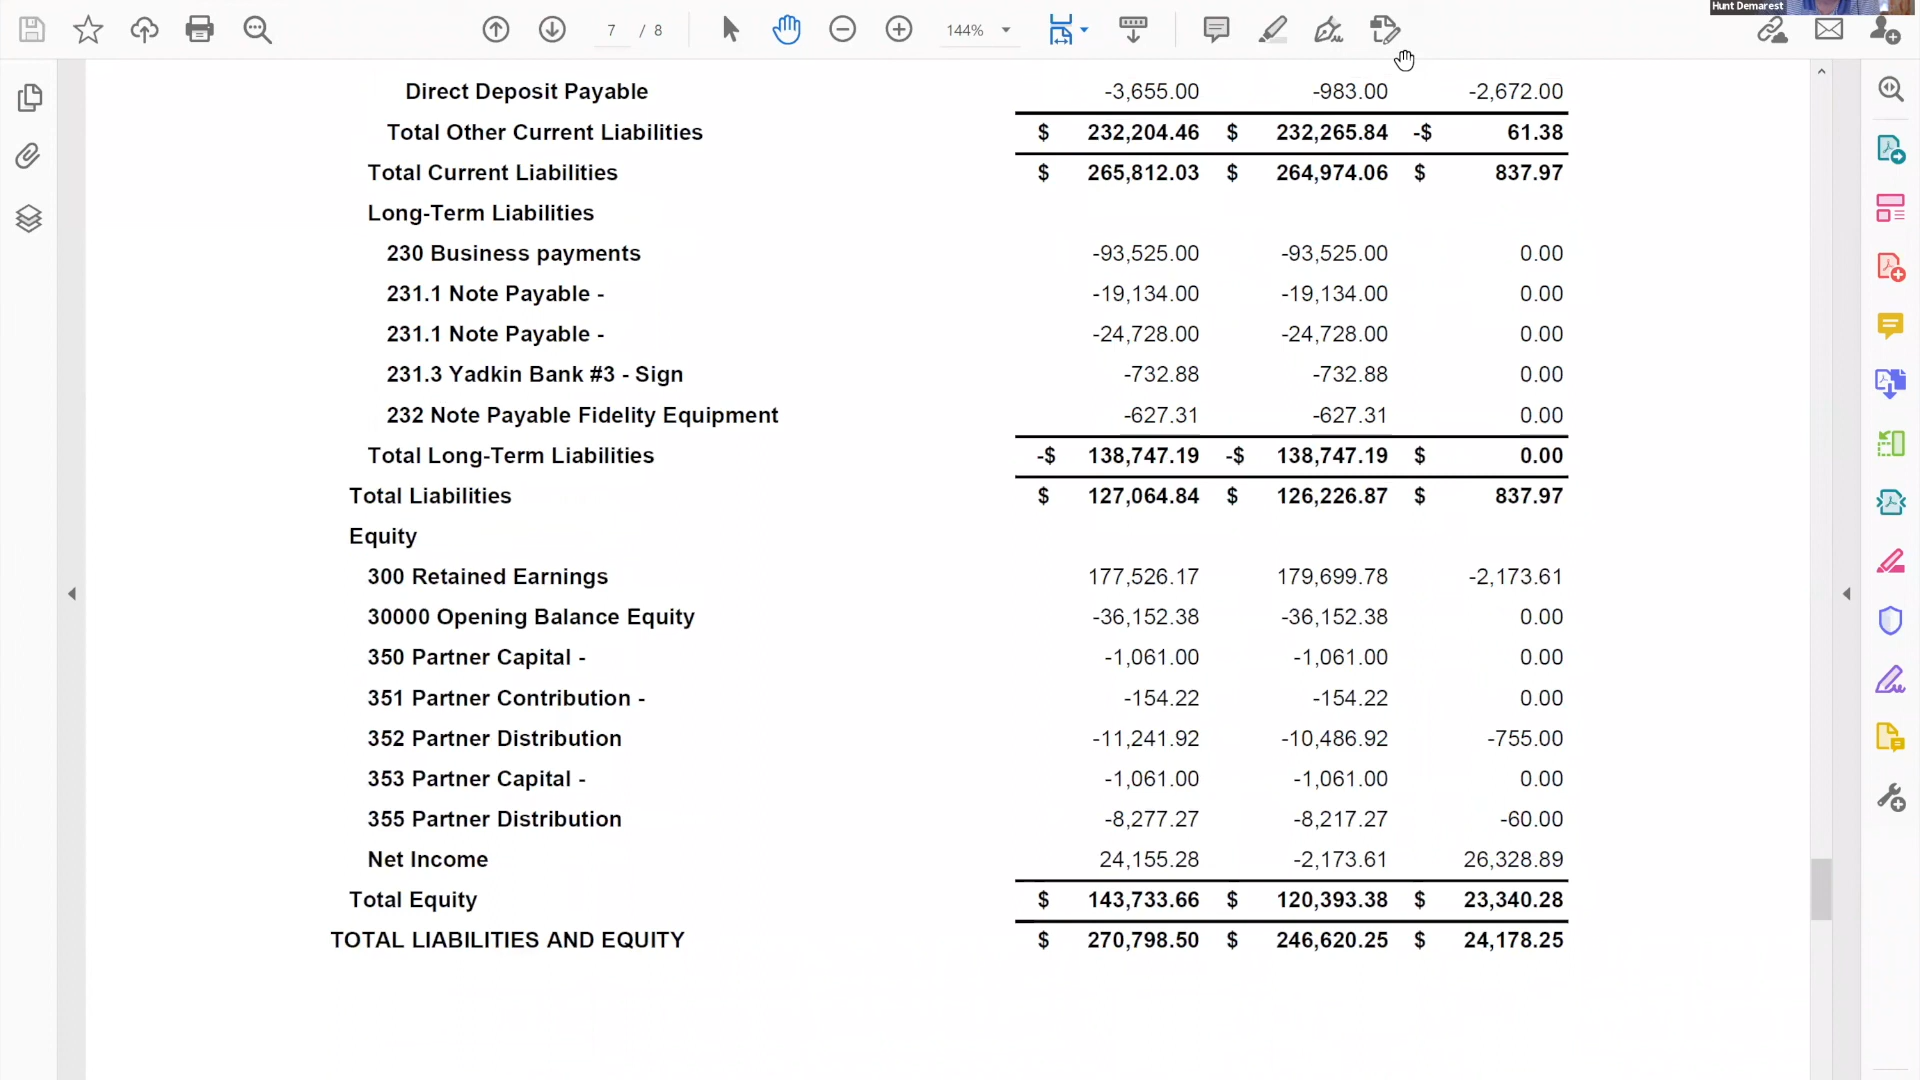 Hunt Demarest
7 / 8
144%
Direct Deposit Payable -3,655.00 -983.00 -2,672.00
Total Other Current Liabilities $ 232,204.46 $ 232,265.84 -$ 61.38
Total Current Liabilities $ 265,812.03 $ 264,974.06 $ 837.97
Long-Term Liabilities
230 Business payments -93,525.00 -93,525.00 0.00
231.1 Note Payable - -19,134.00 -19,134.00 0.00
231.1 Note Payable - -24,728.00 -24,728.00 0.00
231.3 Yadkin Bank #3 - Sign -732.88 -732.88 0.00
232 Note Payable Fidelity Equipment -627.31 -627.31 0.00
Total Long-Term Liabilities -$ 138,747.19 -$ 138,747.19 $ 0.00
Total Liabilities $ 127,064.84 $ 126,226.87 $ 837.97
Equity
300 Retained Earnings 177,526.17 179,699.78 -2,173.61
30000 Opening Balance Equity -36,152.38 -36,152.38 0.00
350 Partner Capital - -1,061.00 -1,061.00 0.00
351 Partner Contribution - -154.22 -154.22 0.00
352 Partner Distribution -11,241.92 -10,486.92 -755.00
353 Partner Capital - -1,061.00 -1,061.00 0.00
355 Partner Distribution -8,277.27 -8,217.27 -60.00
Net Income 24,155.28 -2,173.61 26,328.89
Total Equity $ 143,733.66 $ 120,393.38 $ 23,340.28
TOTAL LIABILITIES AND EQUITY $ 270,798.50 $ 246,620.25 $ 24,178.25